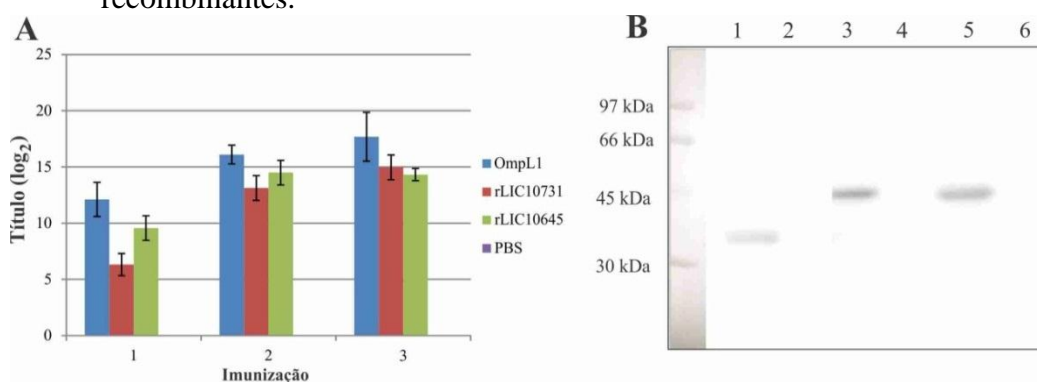 recombinantes.
A
B
25
20
15
10
5
0
Título (log2)
1
2
3
Imunização
OmpL1
rLIC10731
rLIC10645
PBS
1 2 3 4 5 6
97 kDa
66 kDa
45 kDa
30 kDa